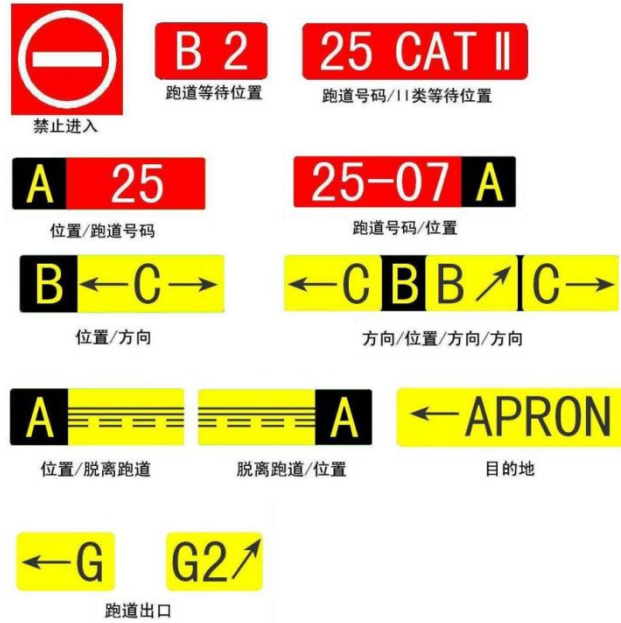 B 2
25 CAT II
跑道等待位置
跑道号码/II类等待位置
禁止进入
A 25
25-07 A
位置/跑道号码
跑道号码/位置
B ←C→
←C B B↗ C→
位置/方向
方向/位置/方向/方向
A
A
←APRON
位置/脱离跑道
脱离跑道/位置
目的地
←G
G2↗
跑道出口